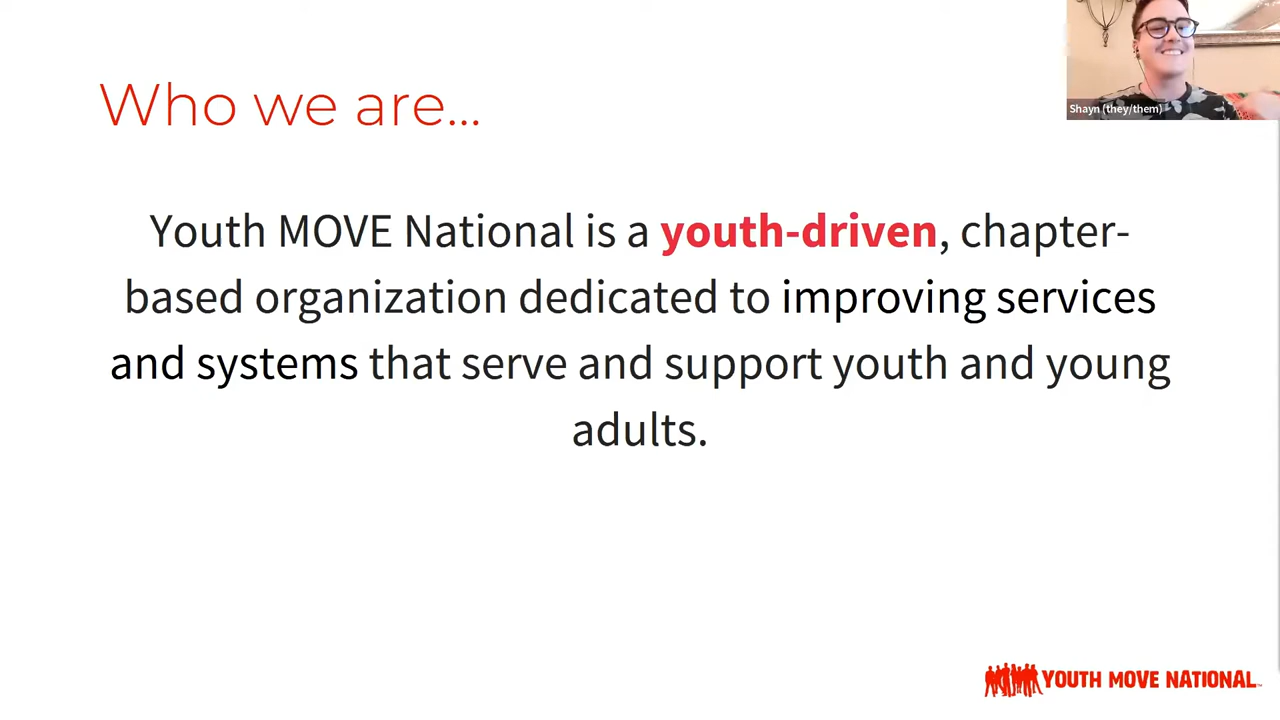 Who we are...
Shayn (they/them)
Youth MOVE National is a youth-driven, chapter-
based organization dedicated to improving services
and systems that serve and support youth and young
adults.
YOUTH MOVE NATIONAL